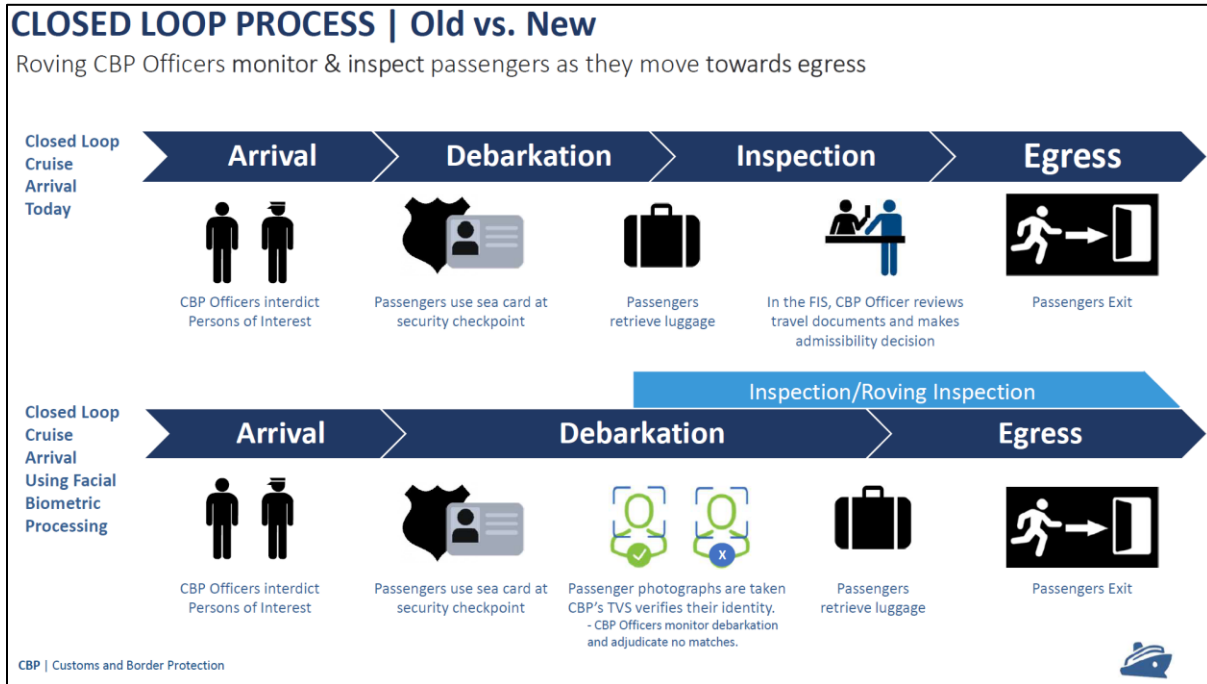 CLOSED LOOP PROCESS | Old vs. New
Roving CBP Officers monitor & inspect passengers as they move towards egress
Closed Loop
Cruise
Arrival
Today
Arrival
Debarkation
Inspection
Egress
CBP Officers interdict
Persons of Interest
Passengers use sea card at
security checkpoint
Passengers
retrieve luggage
In the FIS, CBP Officer reviews
travel documents and makes
admissibility decision
Passengers Exit
Inspection/Roving Inspection
Closed Loop
Cruise
Arrival
Using Facial
Biometric
Processing
Arrival
Debarkation
Egress
X
CBP Officers interdict
Persons of Interest
Passengers use sea card at
security checkpoint
Passenger photographs are taken
CBP's TVS verifies their identity.
- CBP Officers monitor debarkation
and adjudicate no matches.
Passengers
retrieve luggage
Passengers Exit
CBP | Customs and Border Protection